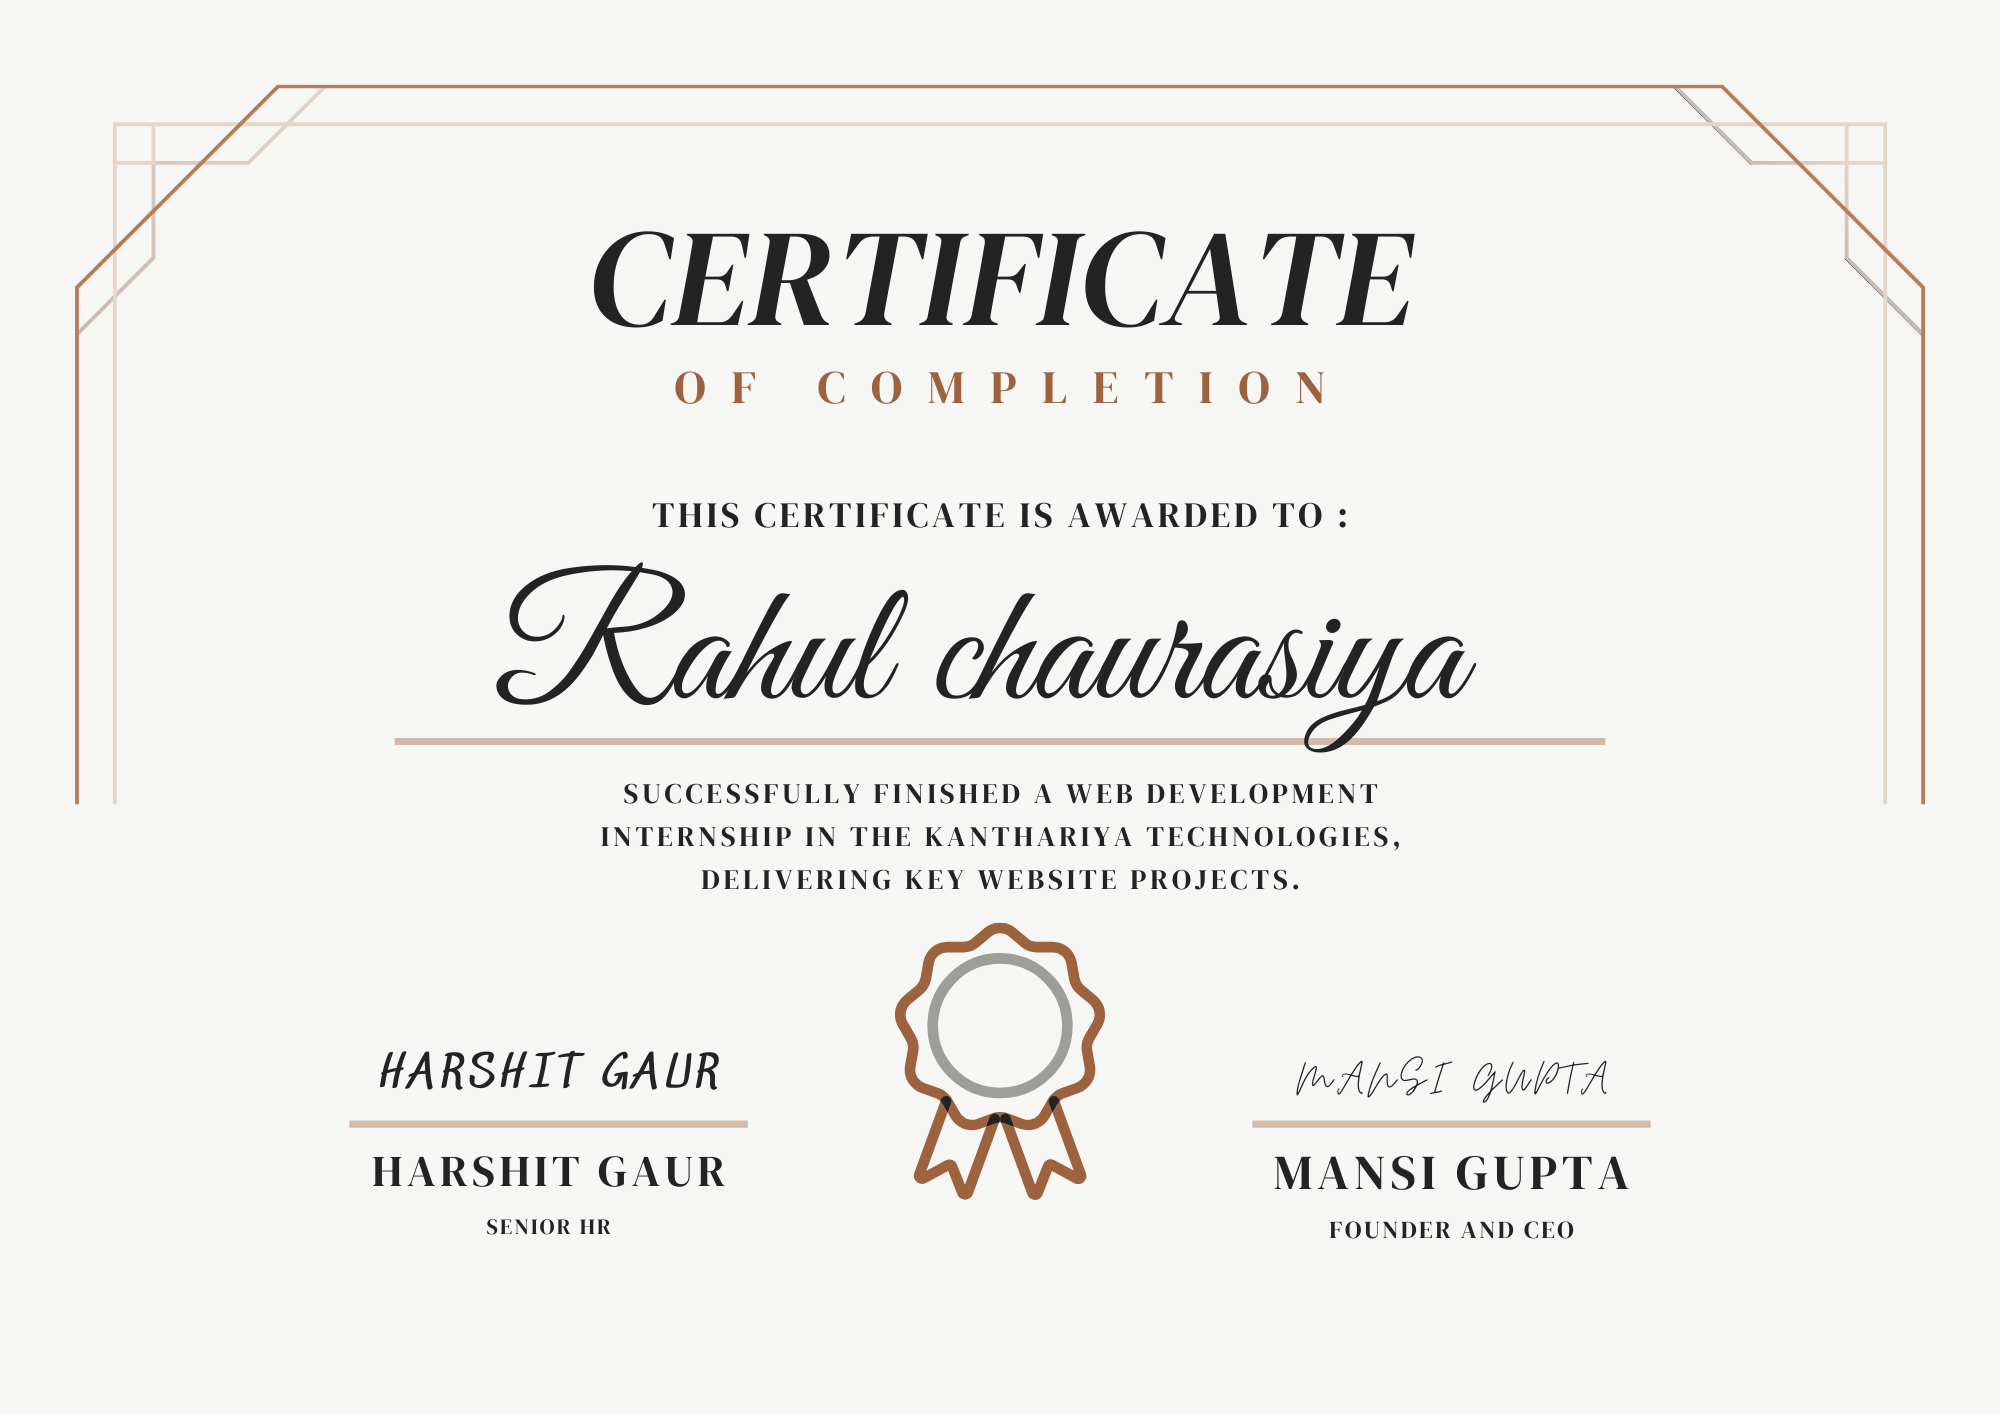 CERTIFICATE
OF COMPLETION
THIS CERTIFICATE IS AWARDED TO :
Rahul chaurasiya
SUCCESSFULLY FINISHED A WEB DEVELOPMENT
INTERNSHIP IN THE KANTHARIYA TECHNOLOGIES,
DELIVERING KEY WEBSITE PROJECTS.
HARSHIT GAUR
HARSHIT GAUR
SENIOR HR
MANSI GUPTA
MANSI GUPTA
FOUNDER AND CEO